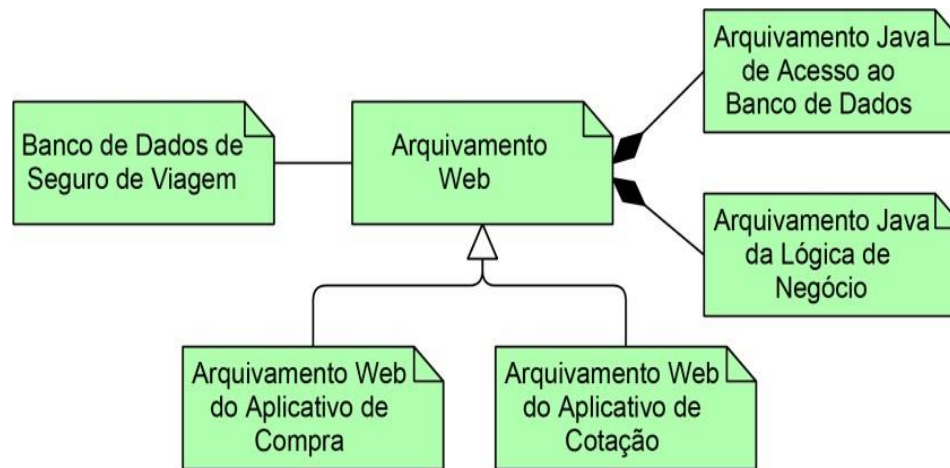 Arquivamento Java
de Acesso ao
Banco de Dados
Banco de Dados de
Seguro de Viagem
Arquivamento
Web
Arquivamento Java
da Lógica de
Negócio
Arquivamento Web
do Aplicativo de
Compra
Arquivamento Web
do Aplicativo de
Cotação